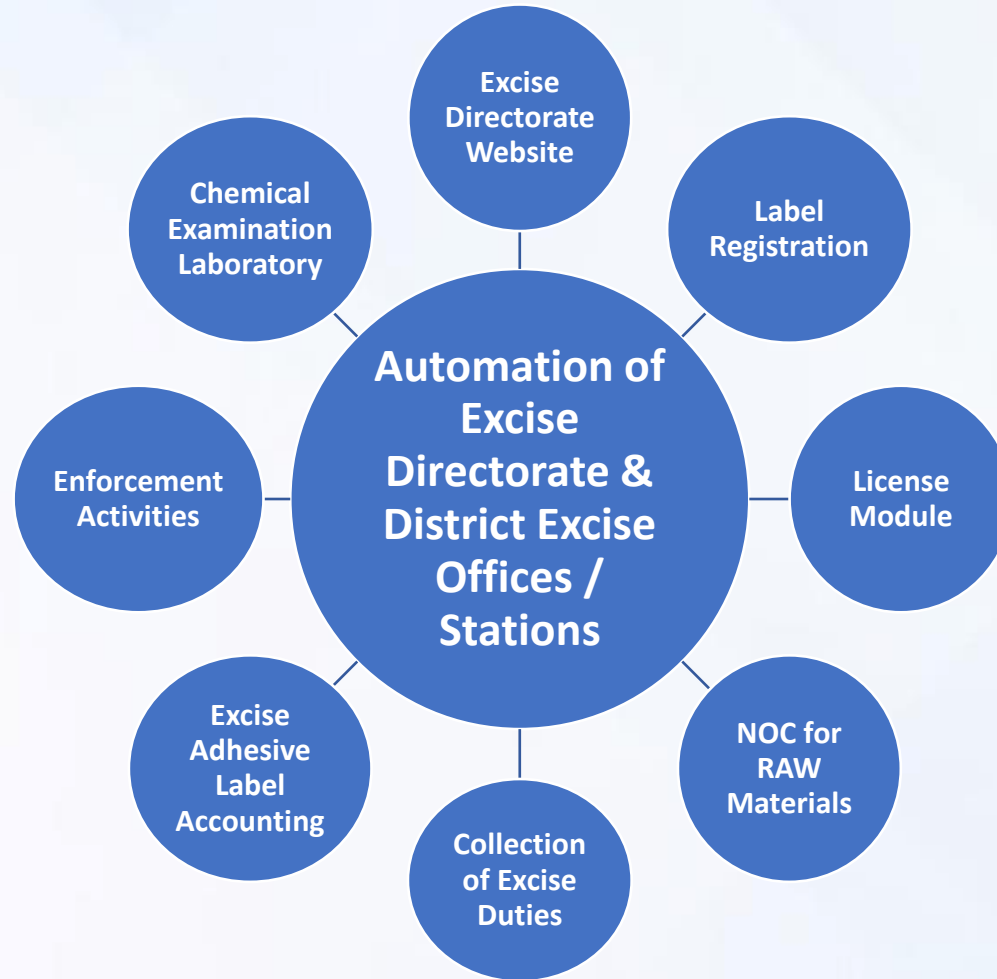 Excise
Directorate
Website
Label
Registration
License
Module
NOC for
RAW
Materials
Collection
of Excise
Duties
Excise
Adhesive
Label
Accounting
Enforcement
Activities
Chemical
Examination
Laboratory
Automation of
Excise
Directorate &
District Excise
Offices /
Stations